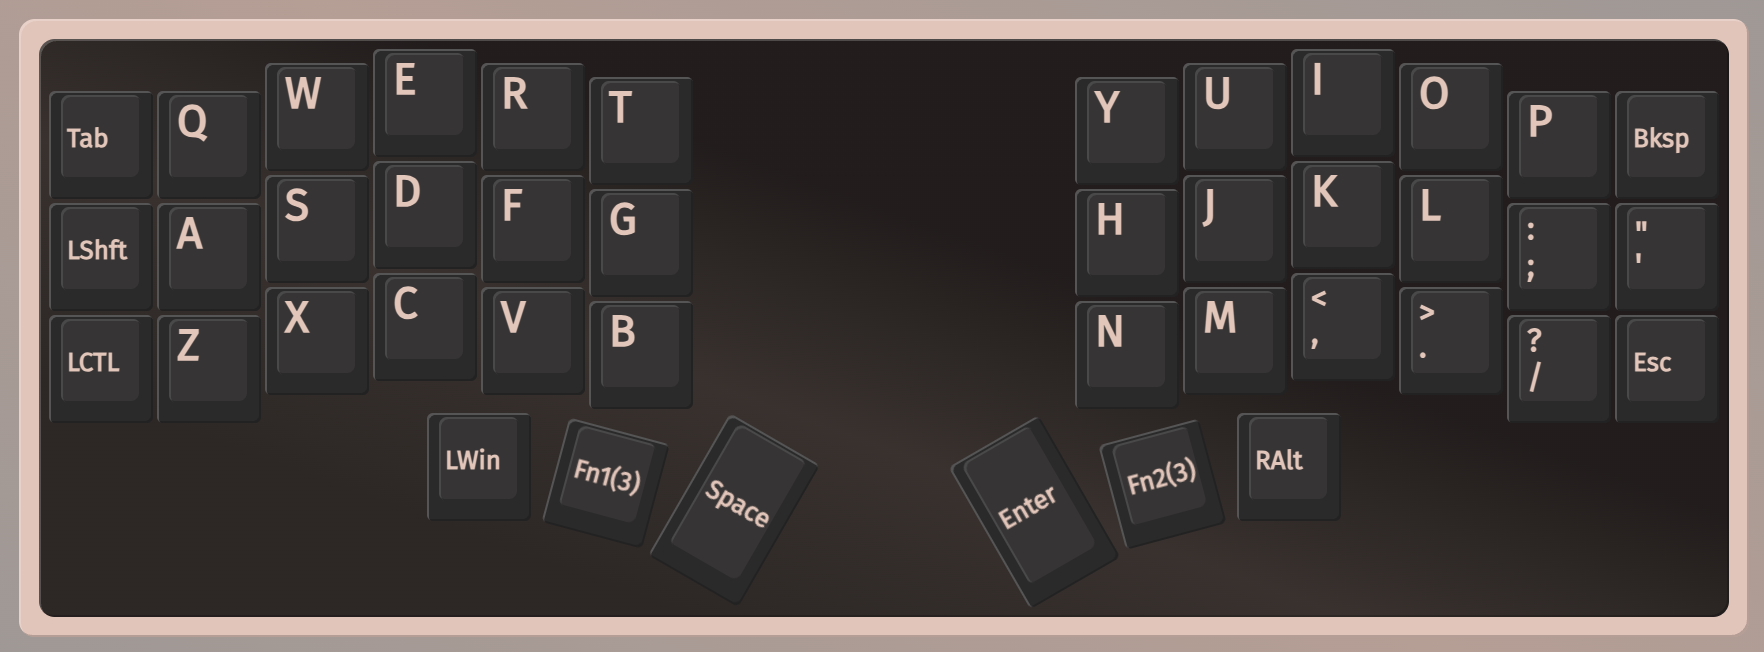 Tab Q W E R T Y U I O P Bksp
LShft A S D F G H J K L : ; " '
LCTL Z X C V B N M < , > . ? / Esc
LWin Fn1(3) Space Enter Fn2(3) RAlt